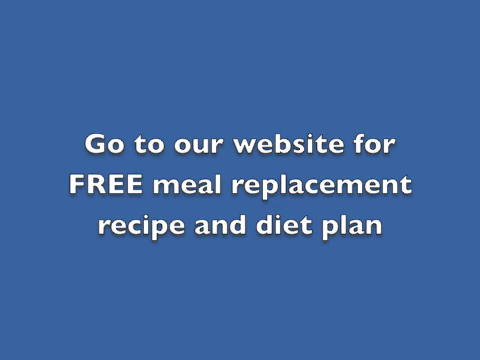 Go to our website for
FREE meal replacement
recipe and diet plan